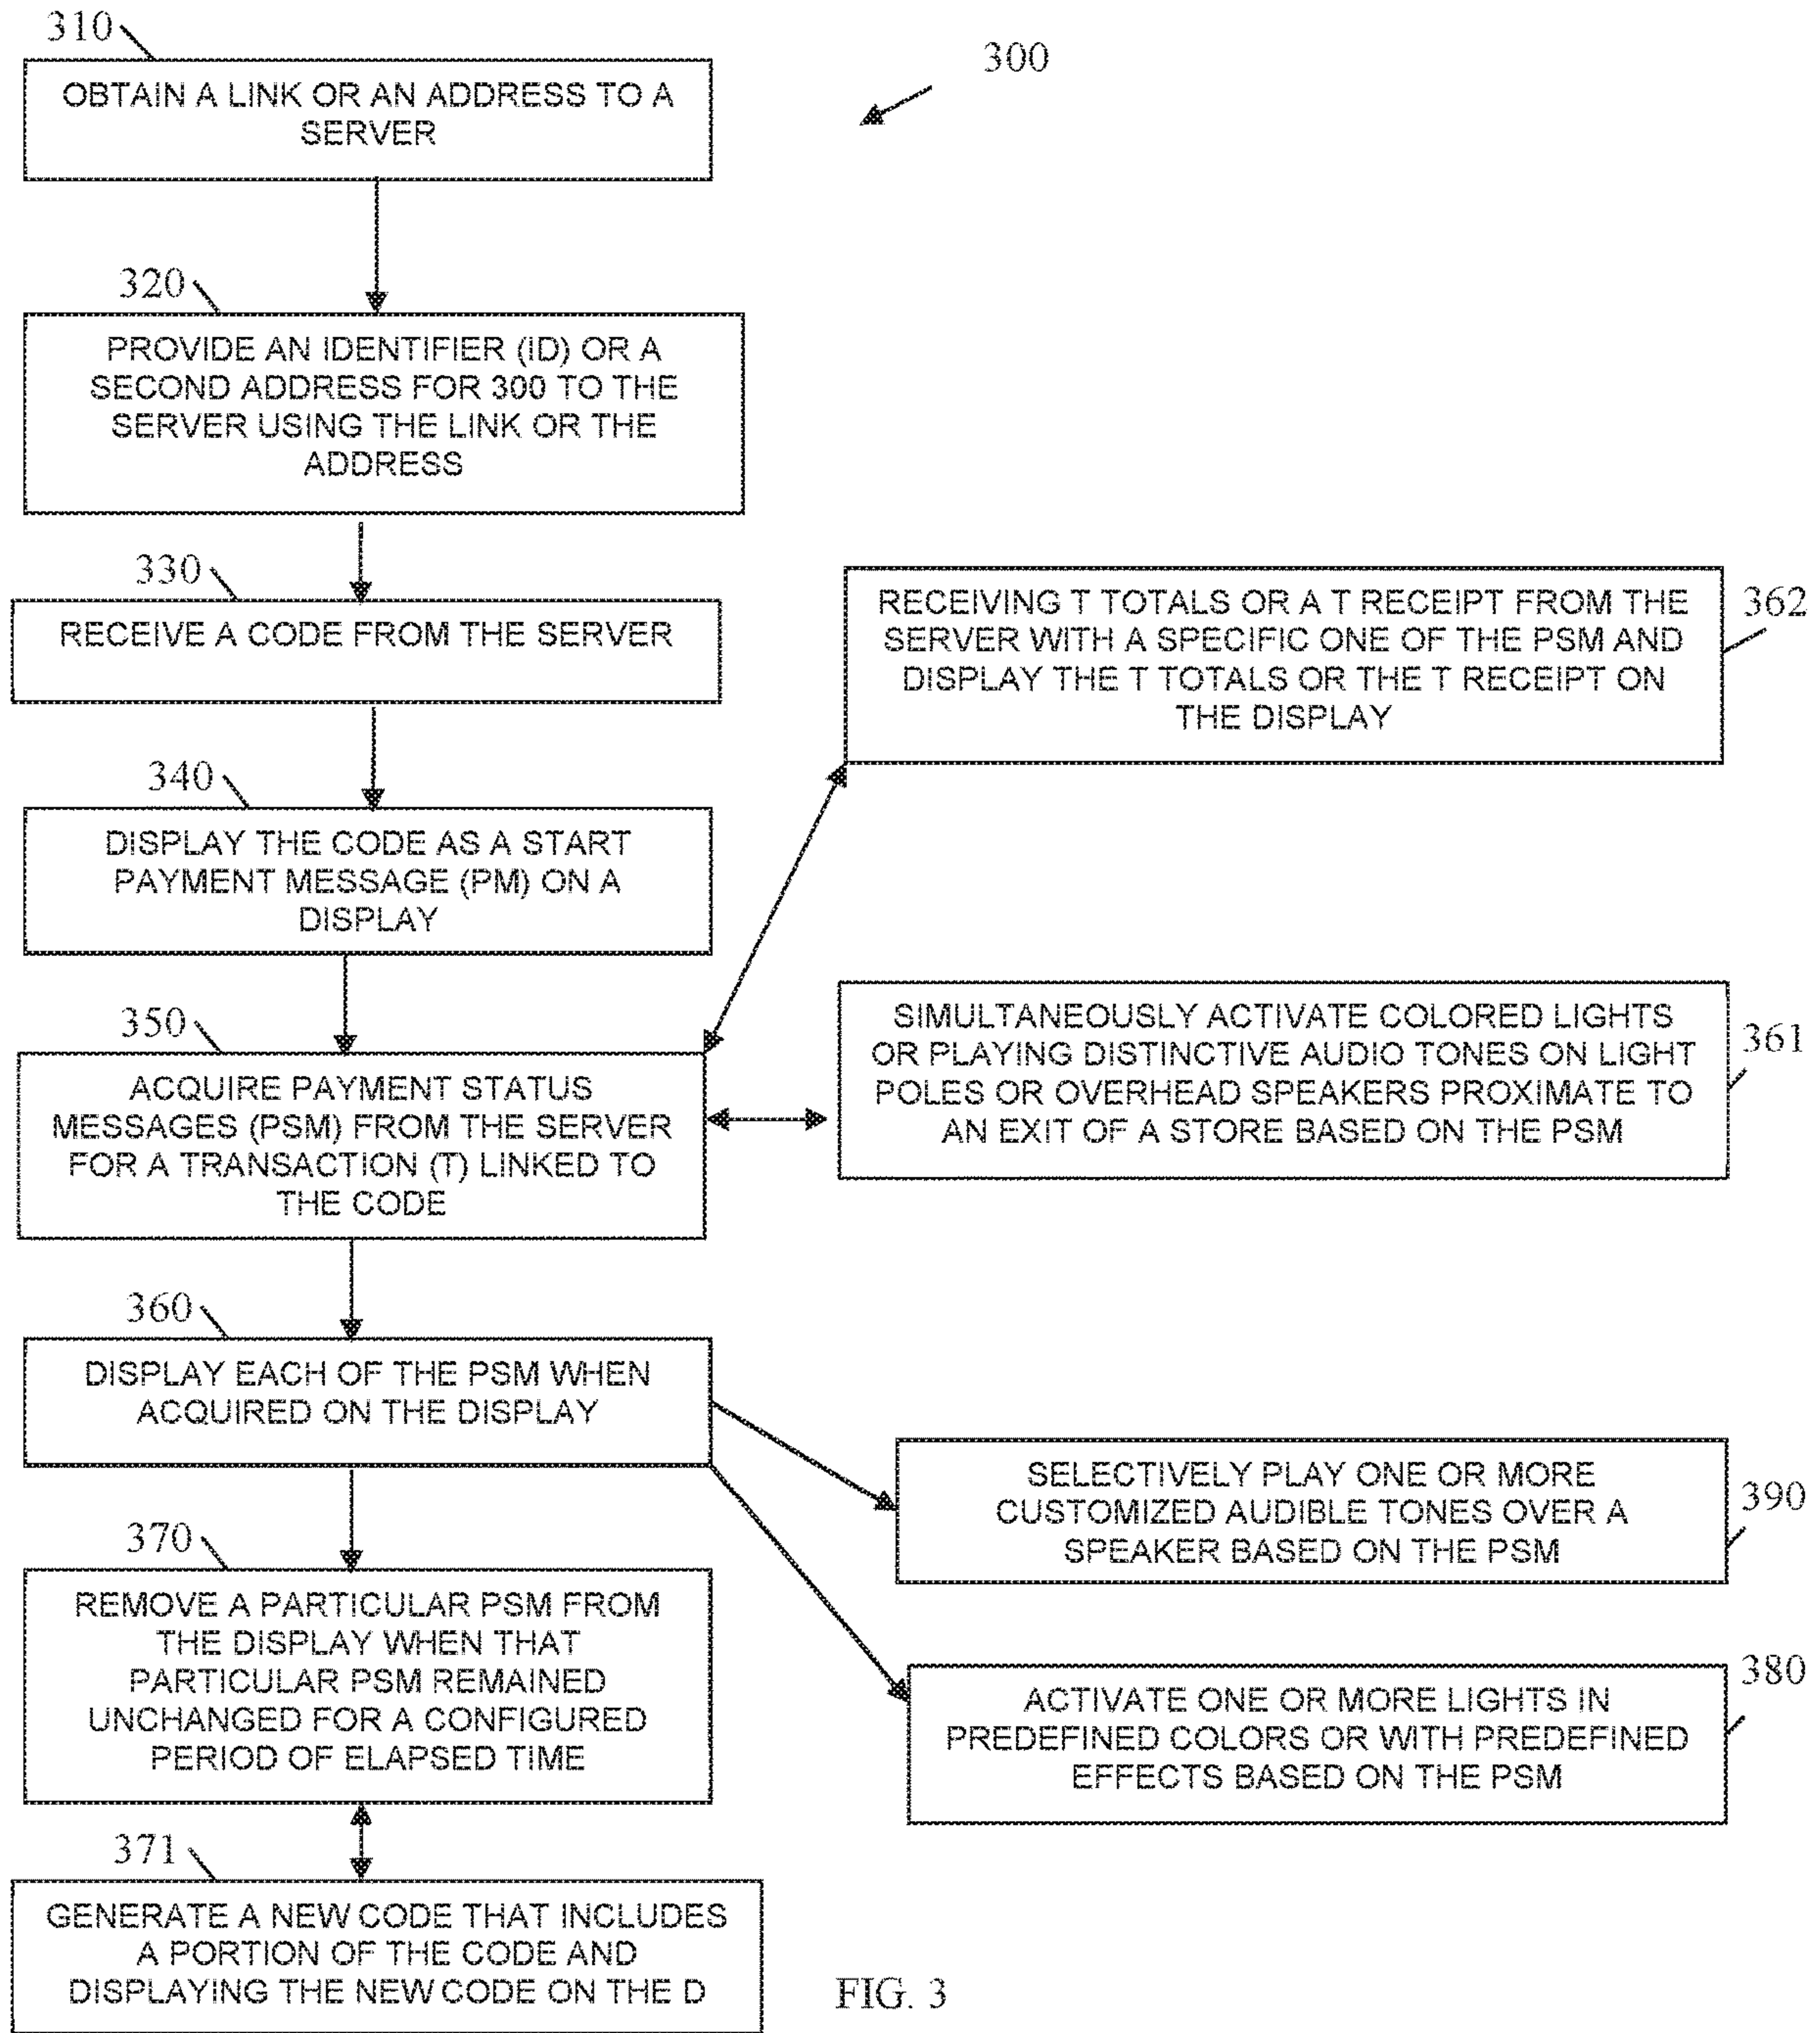 310
300
OBTAIN A LINK OR AN ADDRESS TO A
SERVER
320
PROVIDE AN IDENTIFIER (ID) OR A
SECOND ADDRESS FOR 300 TO THE
SERVER USING THE LINK OR THE
ADDRESS
330
RECEIVE A CODE FROM THE SERVER
RECEIVING T TOTALS OR A T RECEIPT FROM THE
SERVER WITH A SPECIFIC ONE OF THE PSM AND
DISPLAY THE T TOTALS OR THE T RECEIPT ON
THE DISPLAY
362
340
DISPLAY THE CODE AS A START
PAYMENT MESSAGE (PM) ON A
DISPLAY
350
ACQUIRE PAYMENT STATUS
MESSAGES (PSM) FROM THE SERVER
FOR A TRANSACTION (T) LINKED TO
THE CODE
SIMULTANEOUSLY ACTIVATE COLORED LIGHTS
OR PLAYING DISTINCTIVE AUDIO TONES ON LIGHT
POLES OR OVERHEAD SPEAKERS PROXIMATE TO
AN EXIT OF A STORE BASED ON THE PSM
361
360
DISPLAY EACH OF THE PSM WHEN
ACQUIRED ON THE DISPLAY
SELECTIVELY PLAY ONE OR MORE
CUSTOMIZED AUDIBLE TONES OVER A
SPEAKER BASED ON THE PSM
390
370
REMOVE A PARTICULAR PSM FROM
THE DISPLAY WHEN THAT
PARTICULAR PSM REMAINED
UNCHANGED FOR A CONFIGURED
PERIOD OF ELAPSED TIME
ACTIVATE ONE OR MORE LIGHTS IN
PREDEFINED COLORS OR WITH PREDEFINED
EFFECTS BASED ON THE PSM
380
371
GENERATE A NEW CODE THAT INCLUDES
A PORTION OF THE CODE AND
DISPLAYING THE NEW CODE ON THE D
FIG. 3